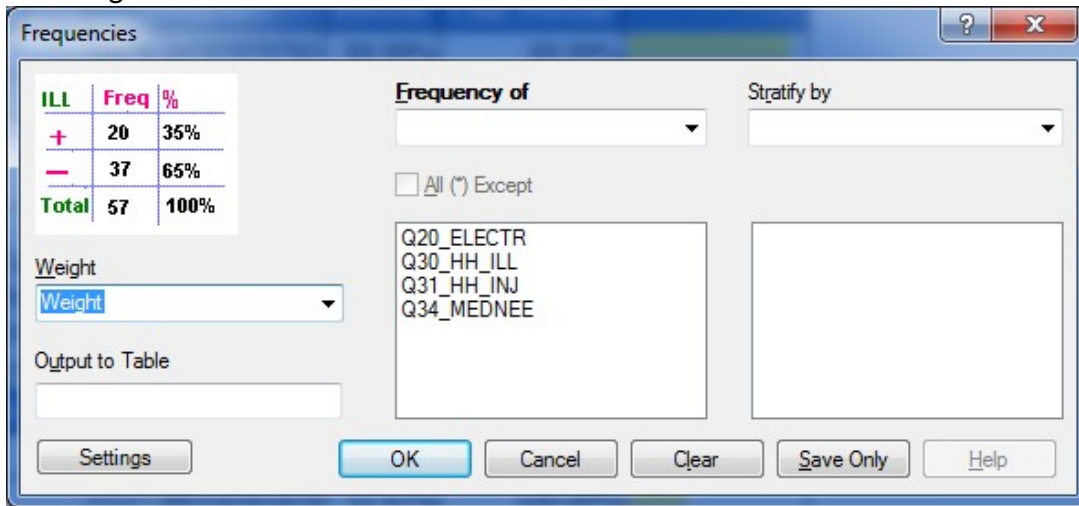 Frequencies
ILL Freq %
+ 20 35%
— 37 65%
Total 57 100%
Weight
Weight
Output to Table
Settings
Frequency of
All (*) Except
Q20_ELECTR
Q30_HH_ILL
Q31_HH_INJ
Q34_MEDNEE
Stratify by
OK
Cancel
Clear
Save Only
Help
?
X